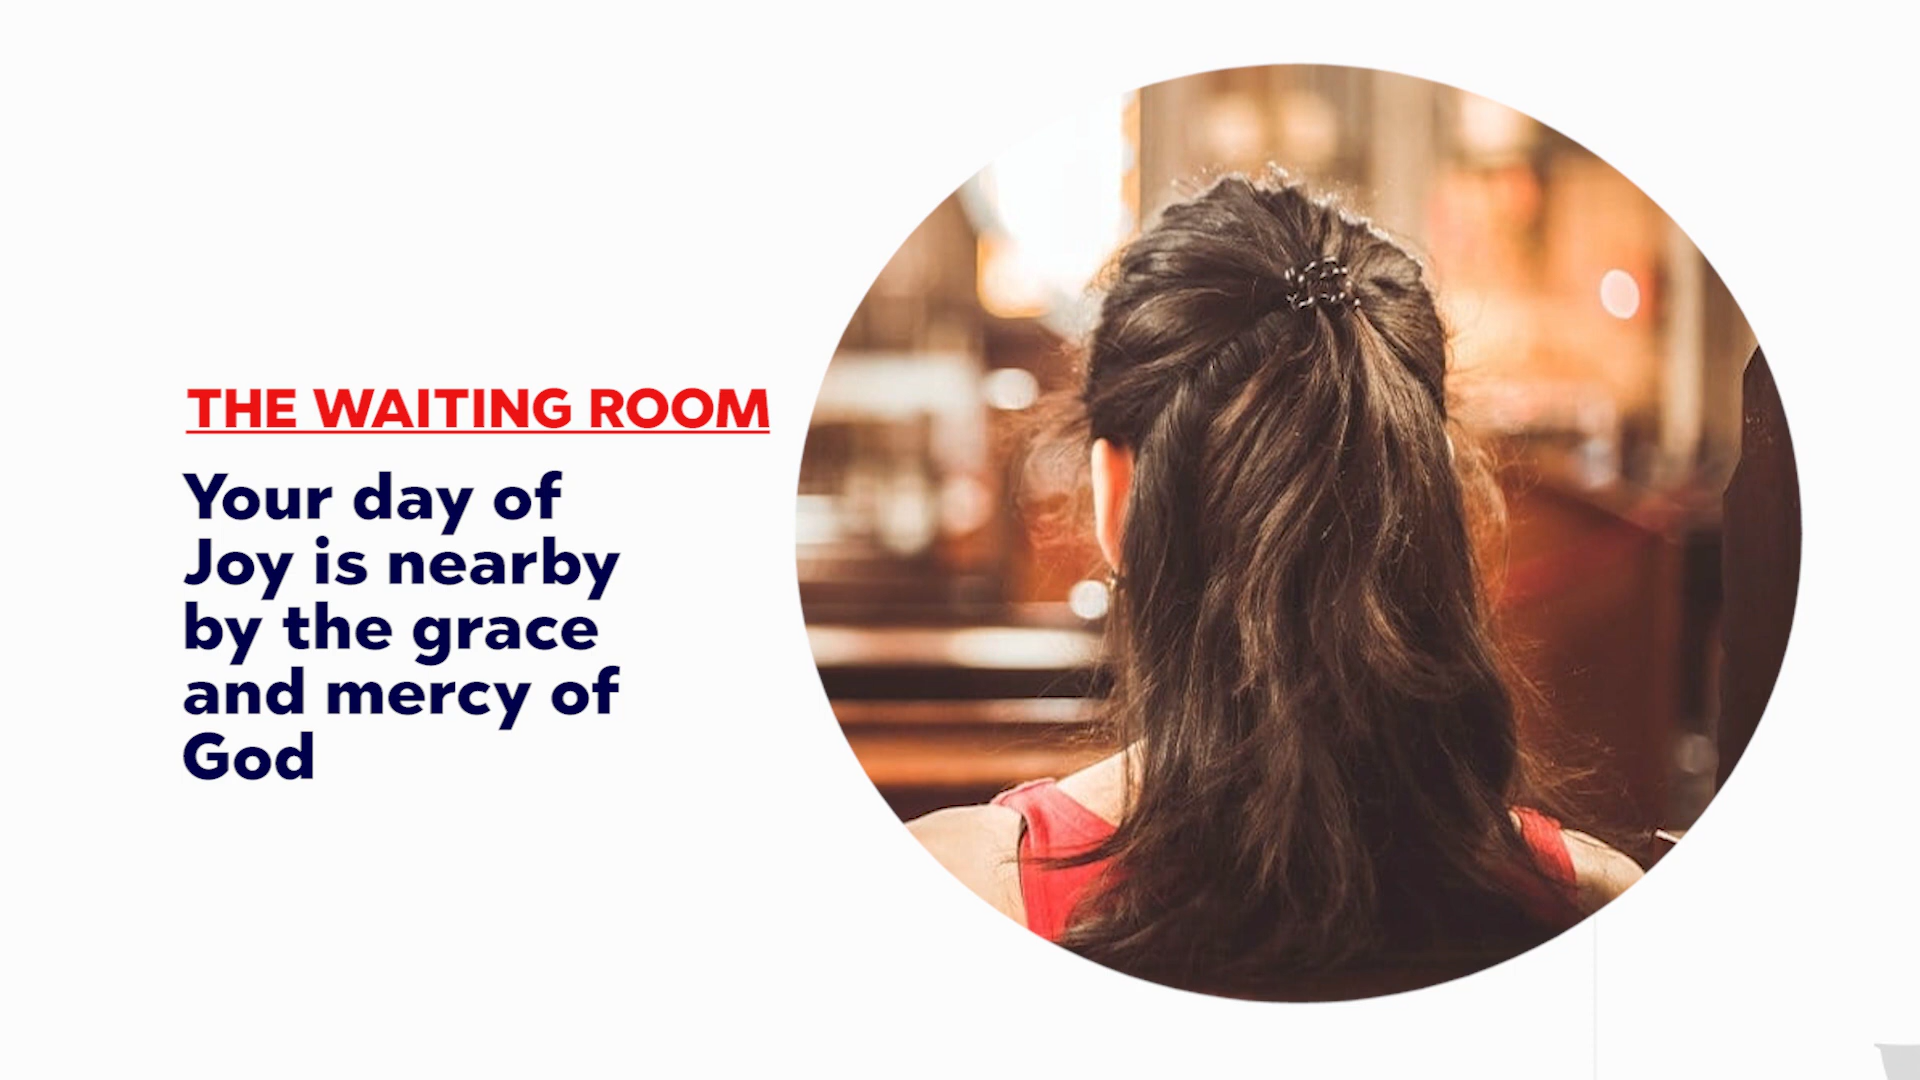 THE WAITING ROOM
Your day of
Joy is nearby
by the grace
and mercy of
God